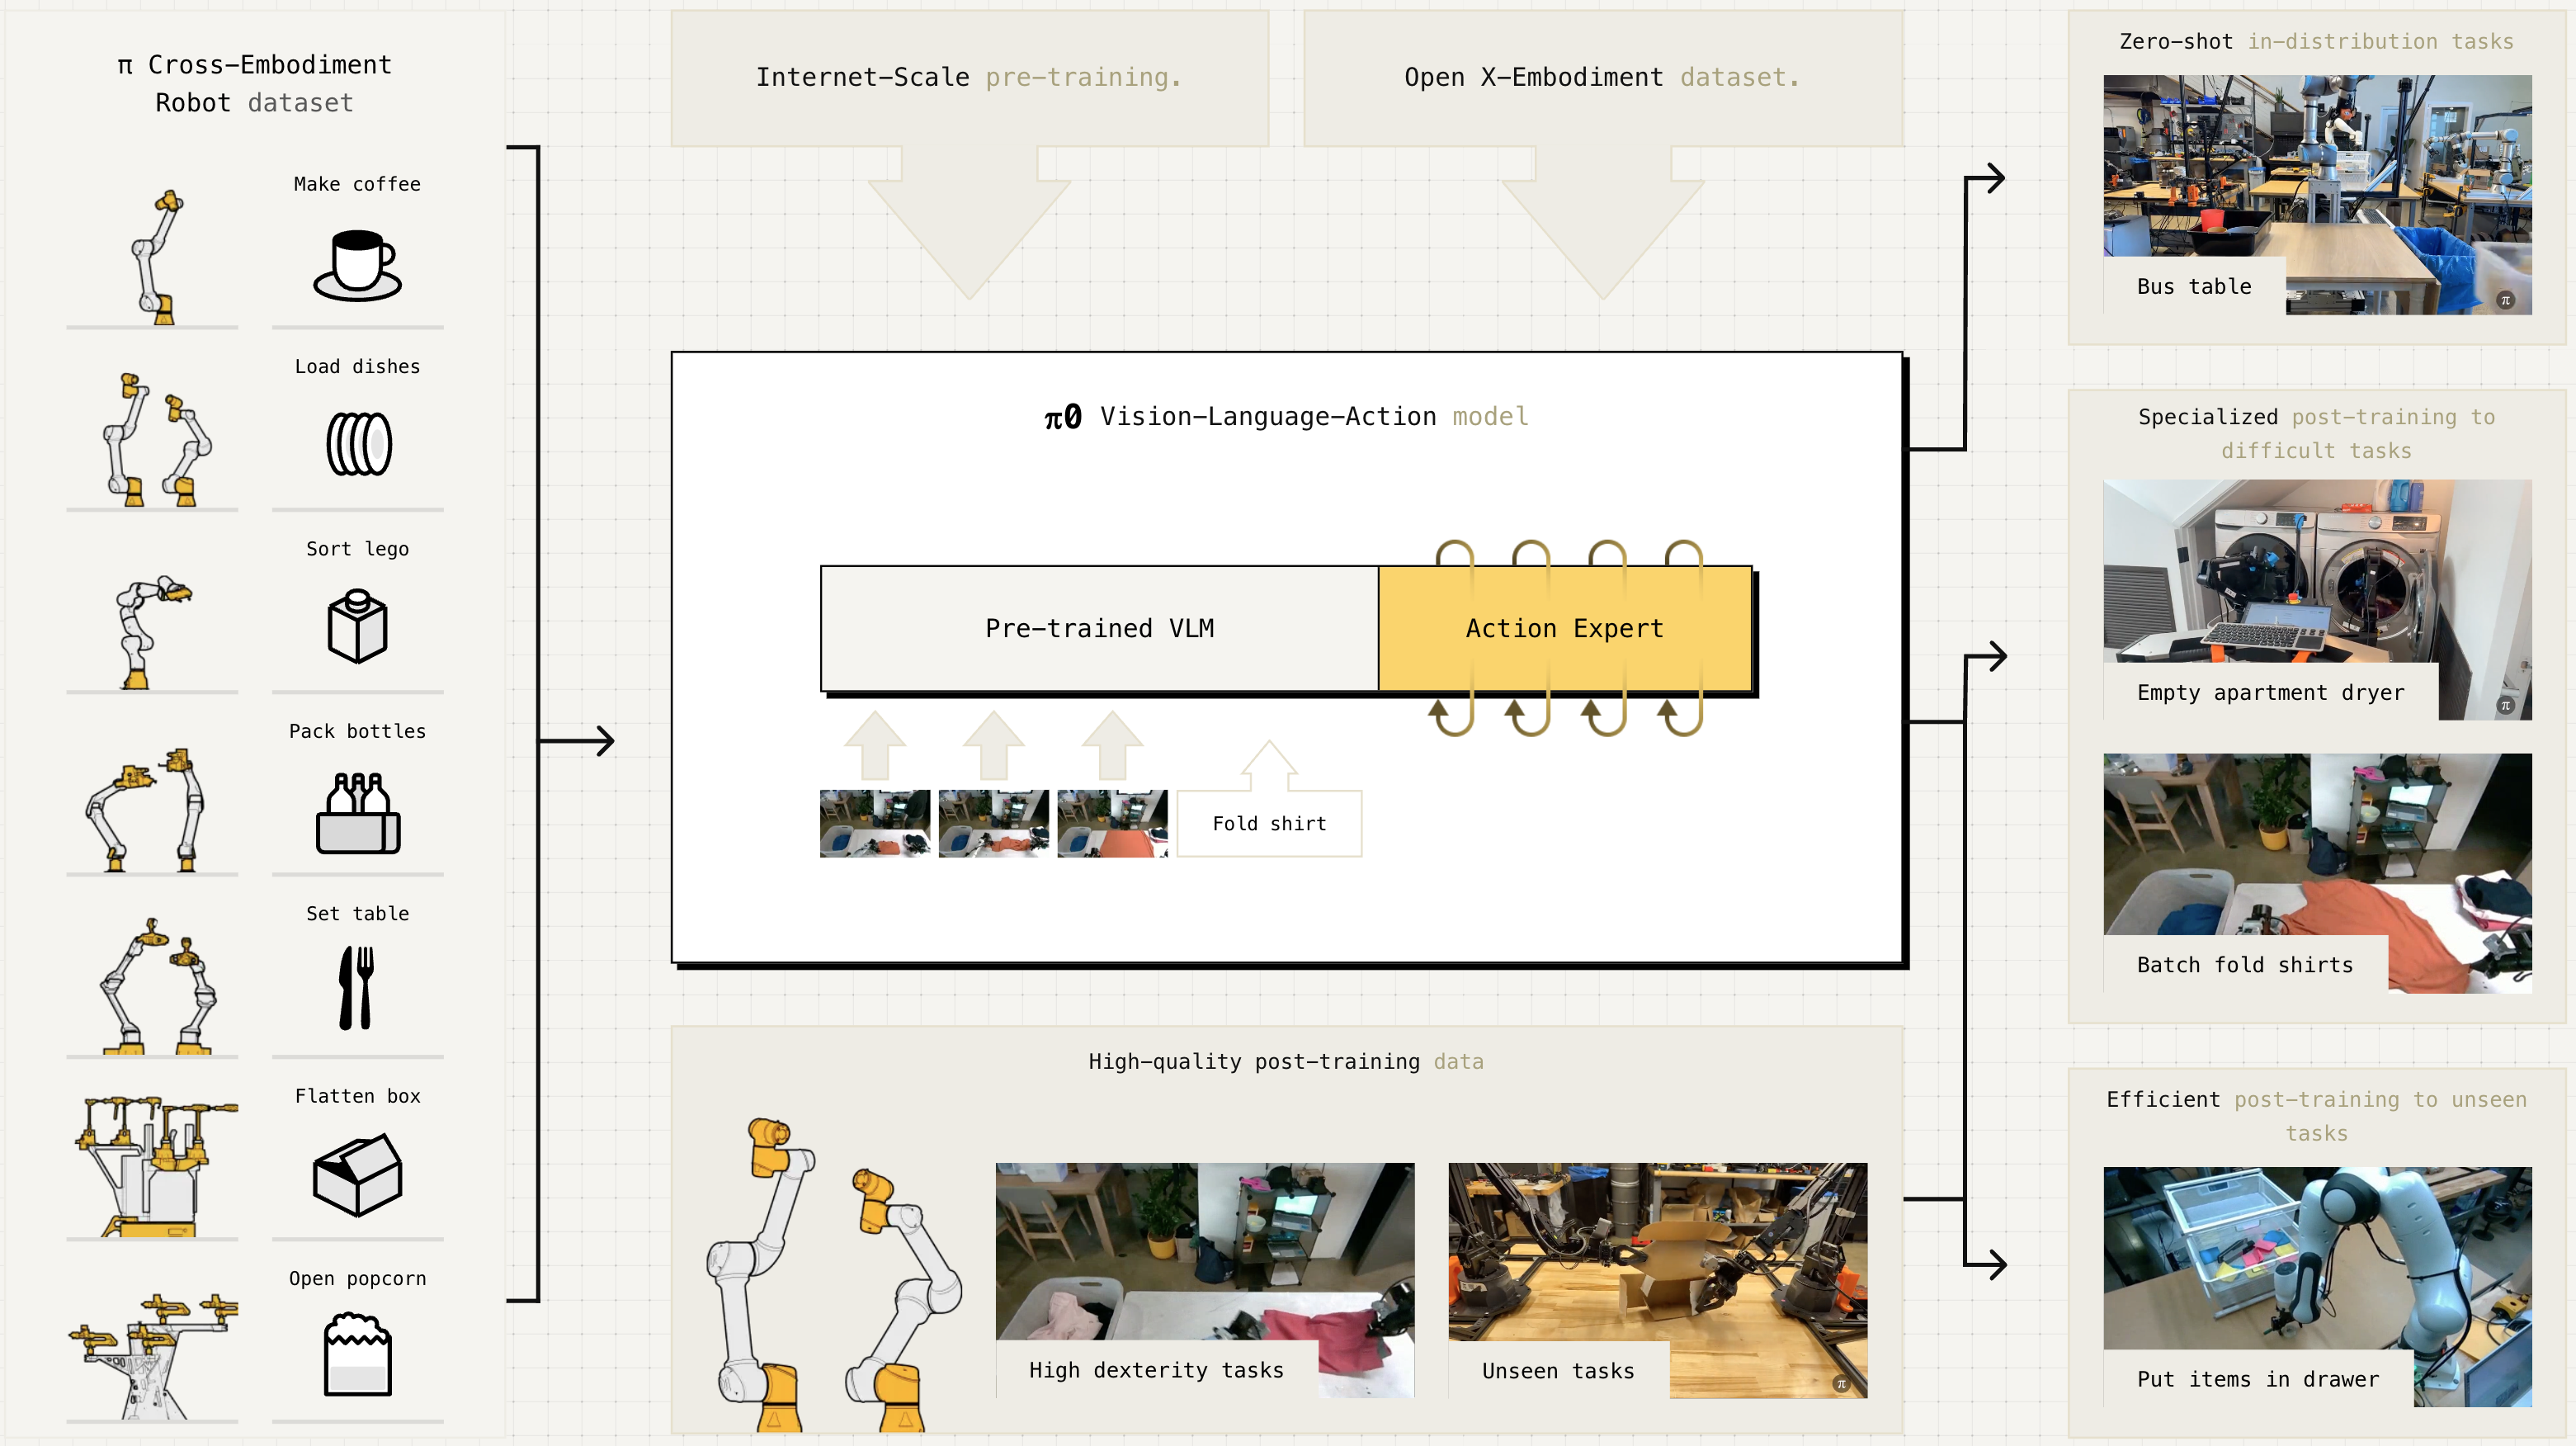 π Cross-Embodiment
Robot dataset
Make coffee
Load dishes
Sort lego
Pack bottles
Set table
Flatten box
Open popcorn
Internet-Scale pre-training.
Open X-Embodiment dataset.
π0 Vision-Language-Action model
Pre-trained VLM
Action Expert
Fold shirt
High-quality post-training data
High dexterity tasks
Unseen tasks
π
Zero-shot in-distribution tasks
Bus table
π
Specialized post-training to
difficult tasks
Empty apartment dryer
π
Batch fold shirts
Efficient post-training to unseen
tasks
Put items in drawer